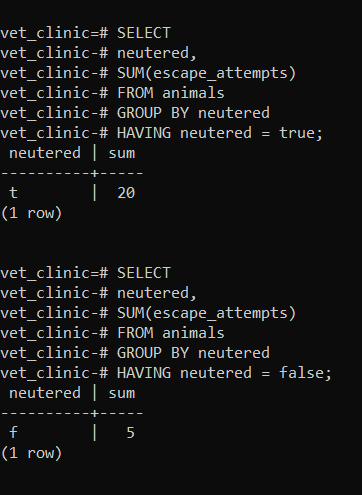 vet_clinic=# SELECT
vet_clinic-# neutered,
vet_clinic-# SUM(escape_attempts)
vet_clinic-# FROM animals
vet_clinic-# GROUP BY neutered
vet_clinic-# HAVING neutered = true;
 neutered | sum
----------+-----
 t        |  20
(1 row)
vet_clinic=# SELECT
vet_clinic-# neutered,
vet_clinic-# SUM(escape_attempts)
vet_clinic-# FROM animals
vet_clinic-# GROUP BY neutered
vet_clinic-# HAVING neutered = false;
 neutered | sum
----------+-----
 f        |   5
(1 row)